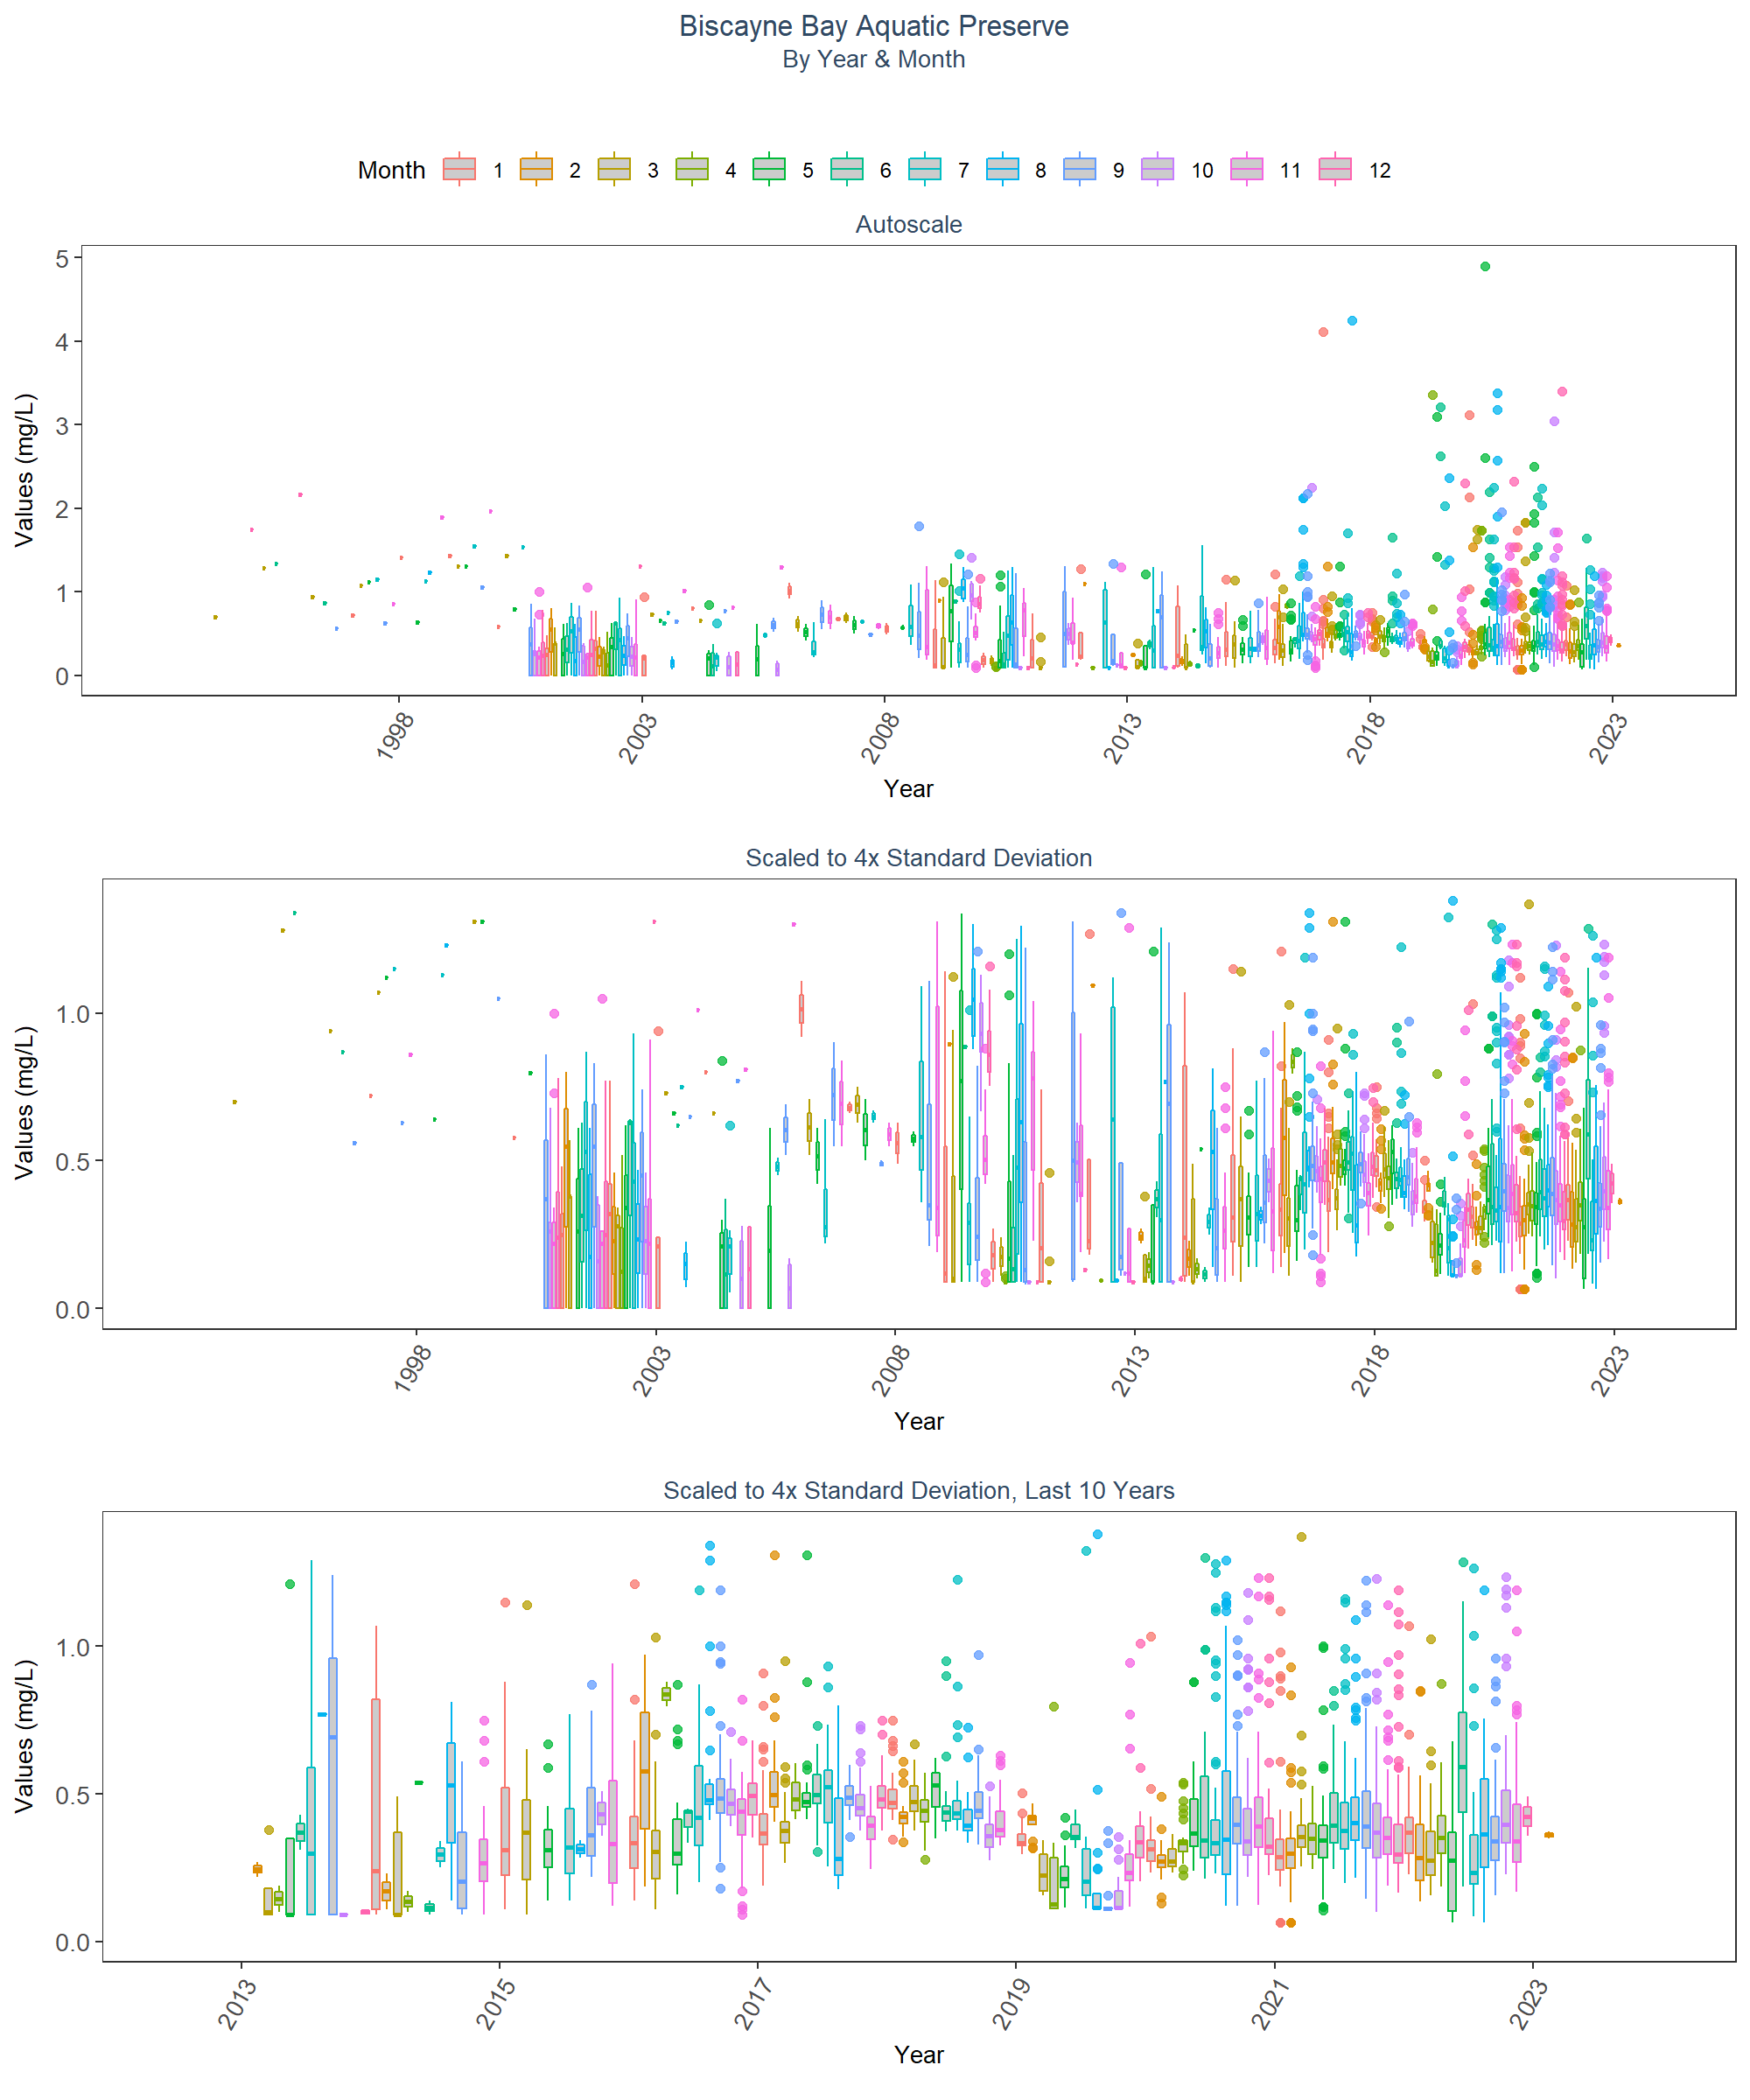 Biscayne Bay Aquatic Preserve
By Year & Month
Month 1 2 3 4 5 6 7 8 9 10 11 12
Autoscale
5
4
3
2
1
0
Values (mg/L)
1998 2003 2008 2013 2018 2023
Year
Scaled to 4x Standard Deviation
1.0
0.5
0.0
Values (mg/L)
1998 2003 2008 2013 2018 2023
Year
Scaled to 4x Standard Deviation, Last 10 Years
1.0
0.5
0.0
Values (mg/L)
2013 2015 2017 2019 2021 2023
Year